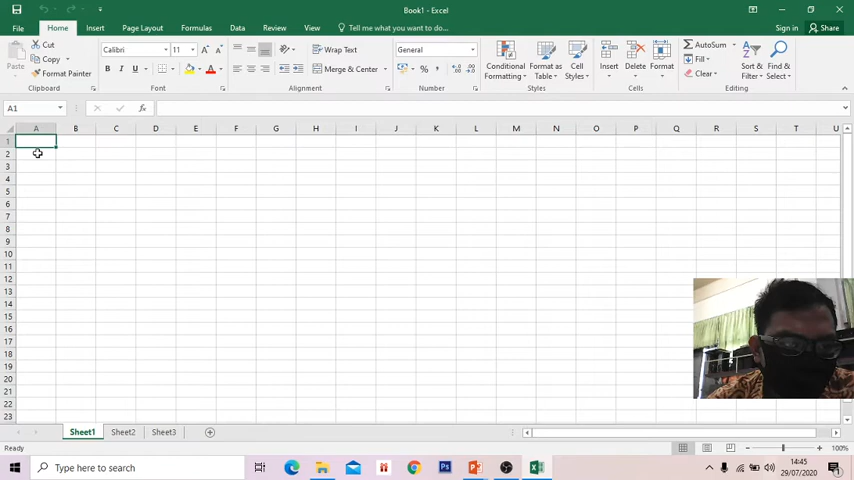 Book1 - Excel
File Home Insert Page Layout Formulas Data Review View Tell me what you want to do... Sign in Share
Cut
Copy
Format Painter
Paste
Clipboard
Calibri 11
B I U
A A
Font
Wrap Text
Merge & Center
Alignment
General
%
Number
Conditional Formatting
Format as Table
Cell Styles
Styles
Insert Delete Format
Cells
AutoSum
Fill
Clear
Sort & Filter
Find & Select
Editing
A1 fx
A B C D E F G H I J K L M N O P Q R S T U
1
2
3
4
5
6
7
8
9
10
11
12
13
14
15
16
17
18
19
20
21
22
23
Sheet1 Sheet2 Sheet3
Ready 100%
Type here to search
Ps
14:45
29/07/2020